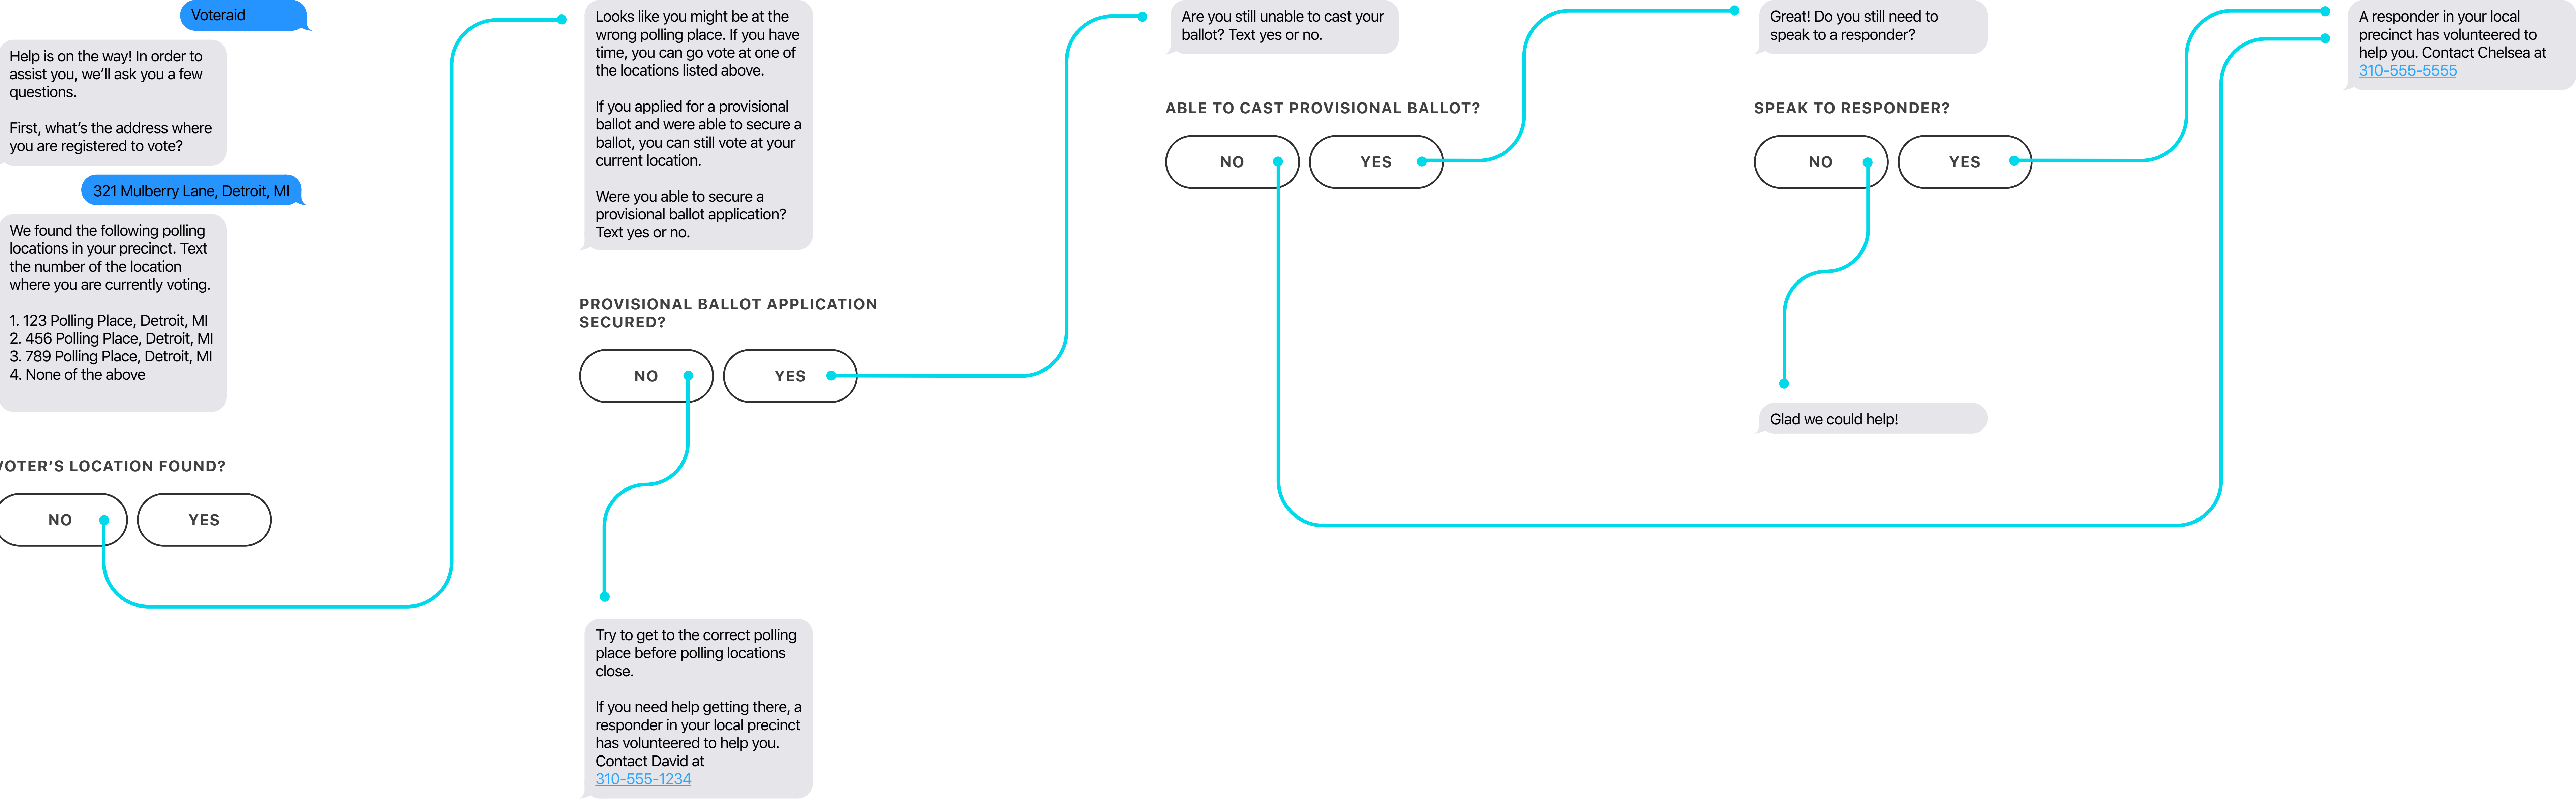 Voteraid
Help is on the way! In order to
assist you, we’ll ask you a few
questions.
First, what’s the address where
you are registered to vote?
321 Mulberry Lane, Detroit, MI
We found the following polling
locations in your precinct. Text
the number of the location
where you are currently voting.
1. 123 Polling Place, Detroit, MI
2. 456 Polling Place, Detroit, MI
3. 789 Polling Place, Detroit, MI
4. None of the above
VOTER’S LOCATION FOUND?
NO
YES
Looks like you might be at the
wrong polling place. If you have
time, you can go vote at one of
the locations listed above.
If you applied for a provisional
ballot and were able to secure a
ballot, you can still vote at your
current location.
Were you able to secure a
provisional ballot application?
Text yes or no.
PROVISIONAL BALLOT APPLICATION
SECURED?
NO
YES
Try to get to the correct polling
place before polling locations
close.
If you need help getting there, a
responder in your local precinct
has volunteered to help you.
Contact David at
310-555-1234
Are you still unable to cast your
ballot? Text yes or no.
ABLE TO CAST PROVISIONAL BALLOT?
NO
YES
Great! Do you still need to
speak to a responder?
SPEAK TO RESPONDER?
NO
YES
Glad we could help!
A responder in your local
precinct has volunteered to
help you. Contact Chelsea at
310-555-5555